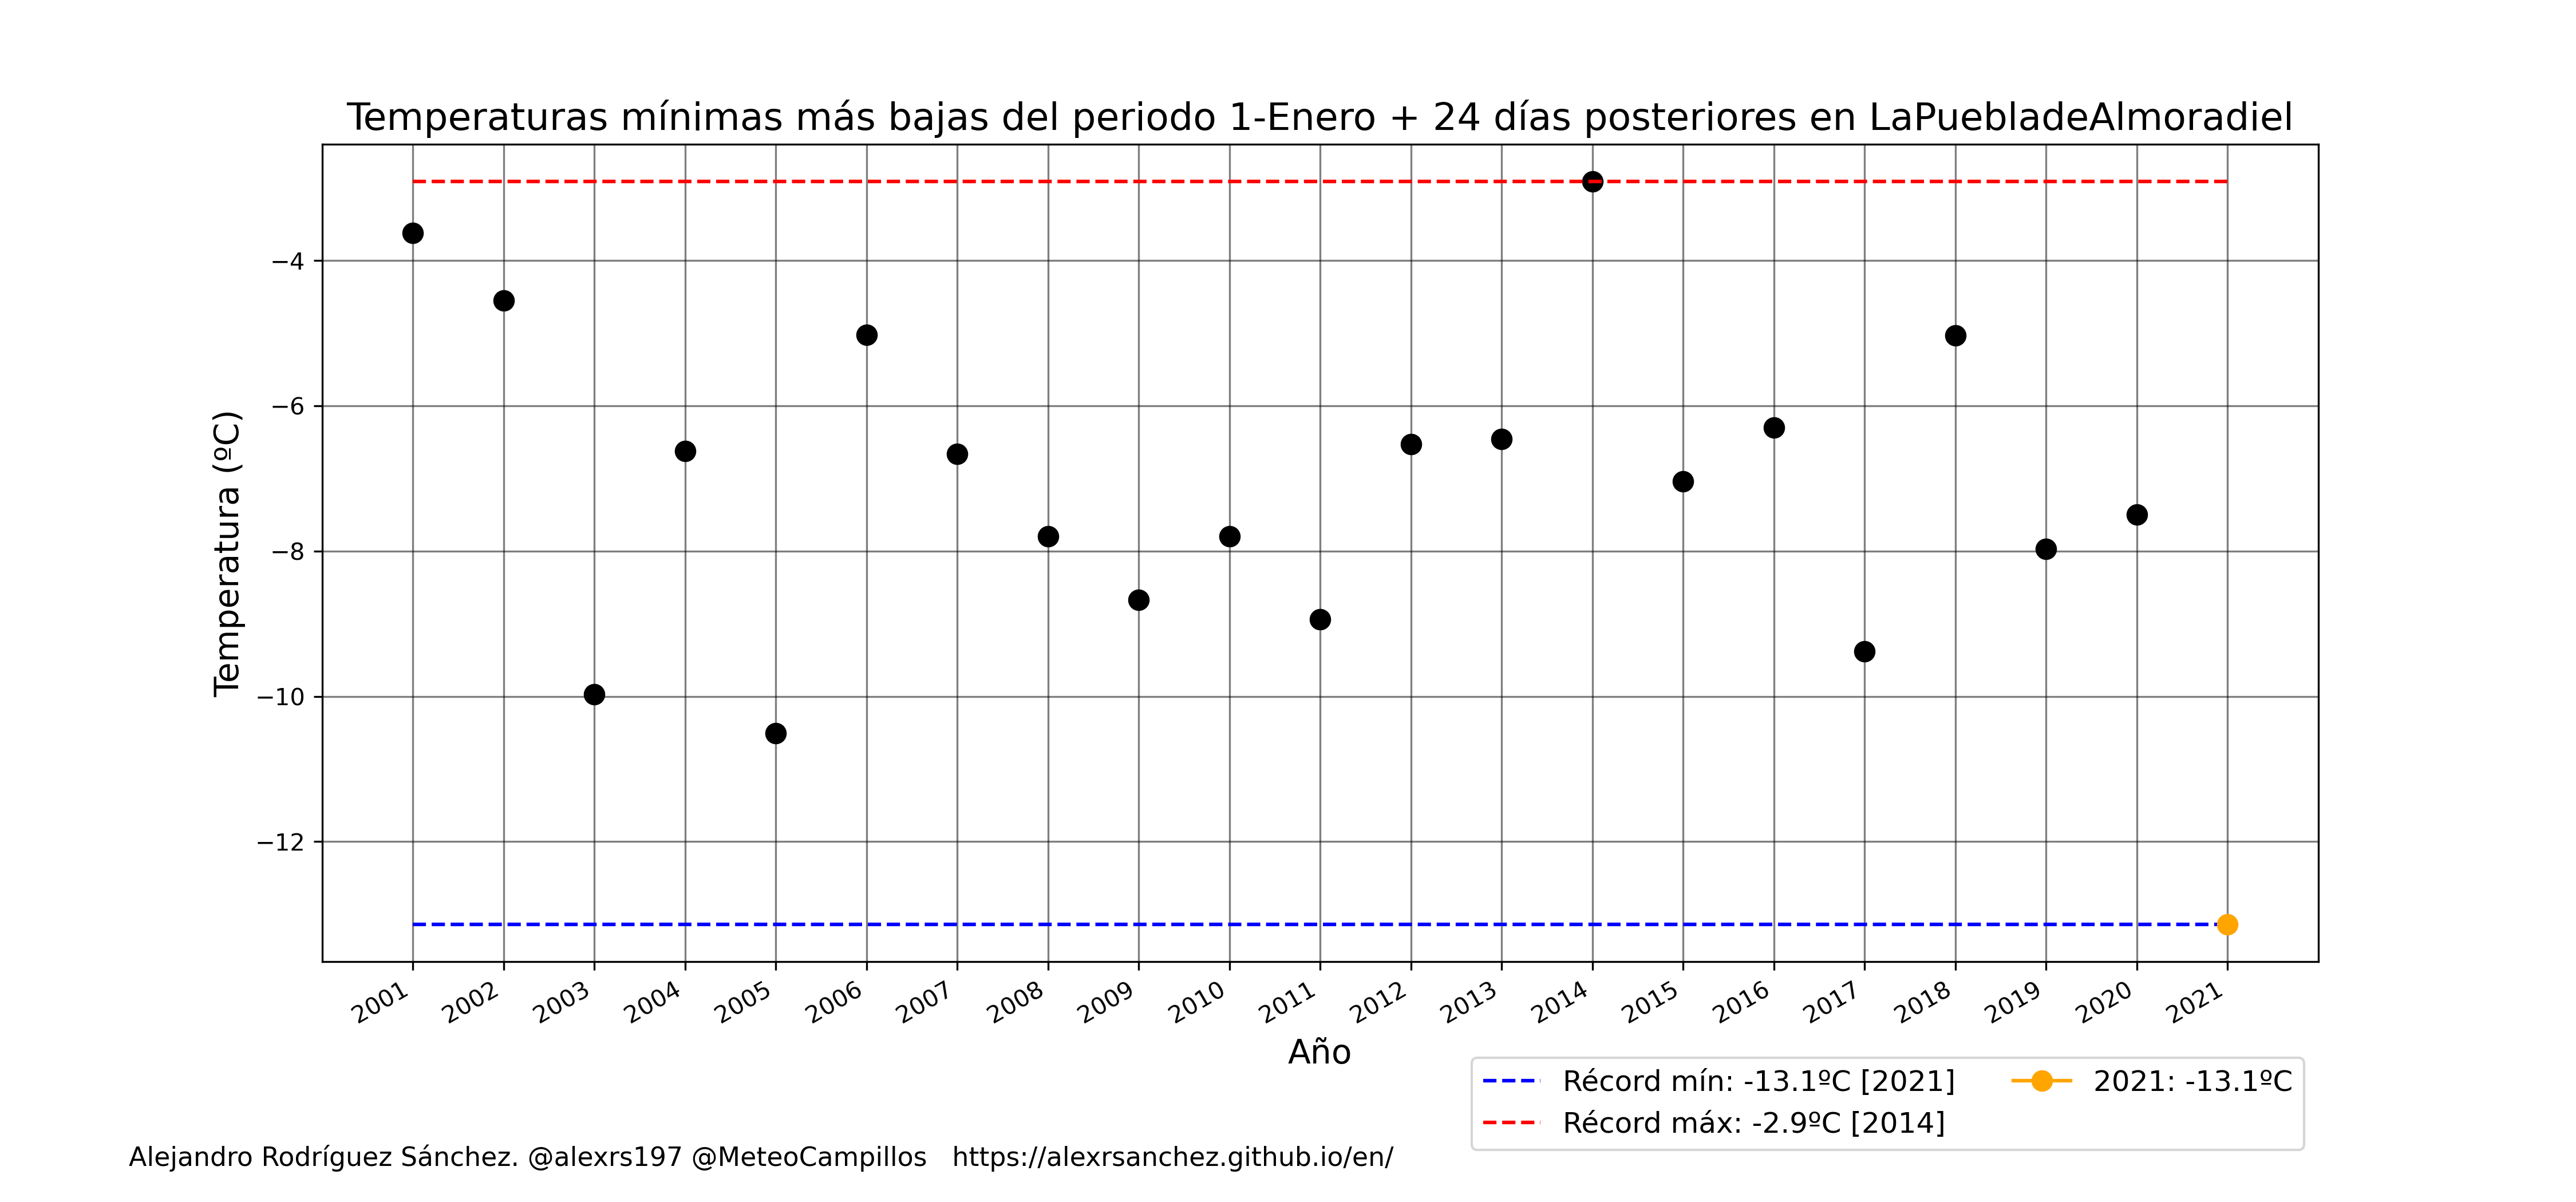 Temperaturas mínimas más bajas del periodo 1-Enero + 24 días posteriores en LaPuebladeAlmoradiel
Temperatura (ºC)
−4
−6
−8
−10
−12
2001 2002 2003 2004 2005 2006 2007 2008 2009 2010 2011 2012 2013 2014 2015 2016 2017 2018 2019 2020 2021
Año
Récord mín: -13.1ºC [2021]
Récord máx: -2.9ºC [2014]
2021: -13.1ºC
Alejandro Rodríguez Sánchez. @alexrs197 @MeteoCampillos https://alexrsanchez.github.io/en/